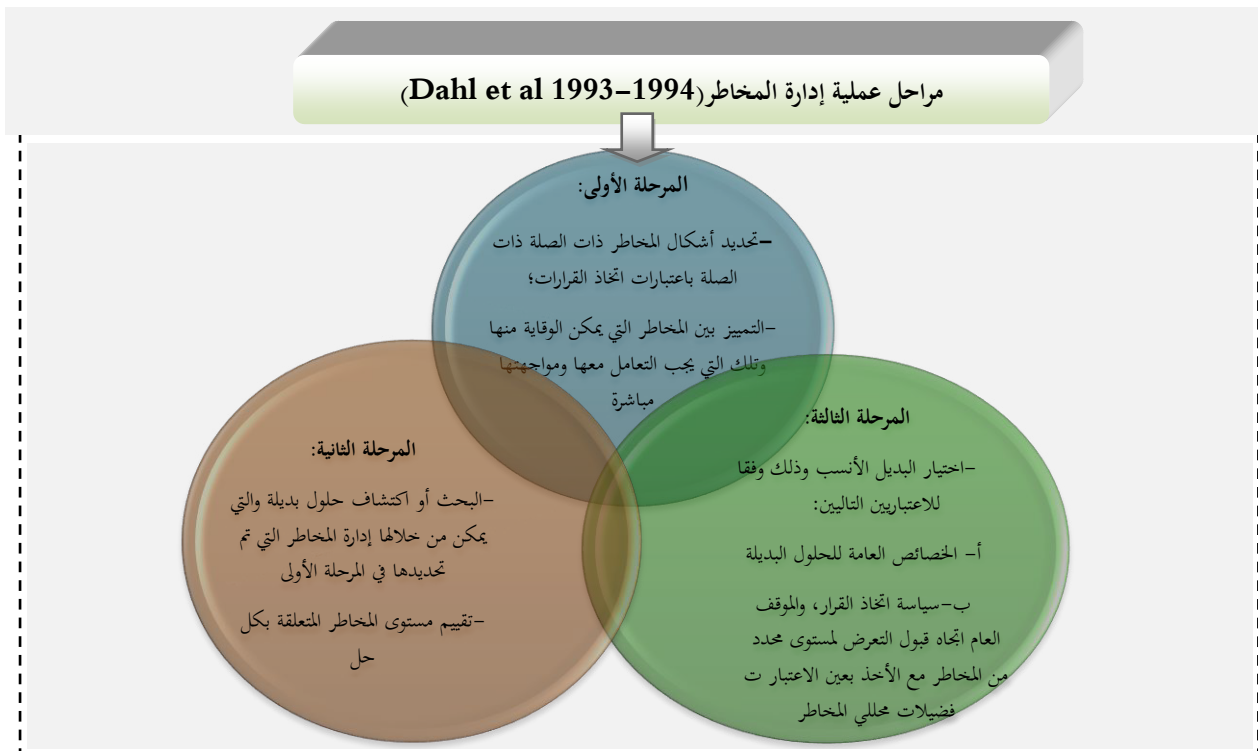 مراحل عملية إدارة المخاطر(Dahl et al 1993-1994)
المرحلة الأولى:
-تحديد أشكال المخاطر ذات الصلة ذات
الصلة باعتبارات اتخاذ القرارات؛
-التمييز بين المخاطر التي يمكن الوقاية منها
وتلك التي يجب التعامل معها ومواجهتها
مباشرة
المرحلة الثانية:
-البحث أو اكتشاف حلول بديلة والتي
يمكن من خلالها إدارة المخاطر التي تم
تحديدها في المرحلة الأولى
-تقييم مستوى المخاطر المتعلقة بكل
حل
المرحلة الثالثة:
-اختيار البديل الأنسب وذلك وفقا
للاعتباريين التاليين:
أ- الخصائص العامة للحلول البديلة
ب-سياسة اتخاذ القرار، والموقف
العام اتجاه قبول التعرض لمستوى محدد
من المخاطر مع الأخذ بعين الاعتبار ت
فضيلات محللي المخاطر